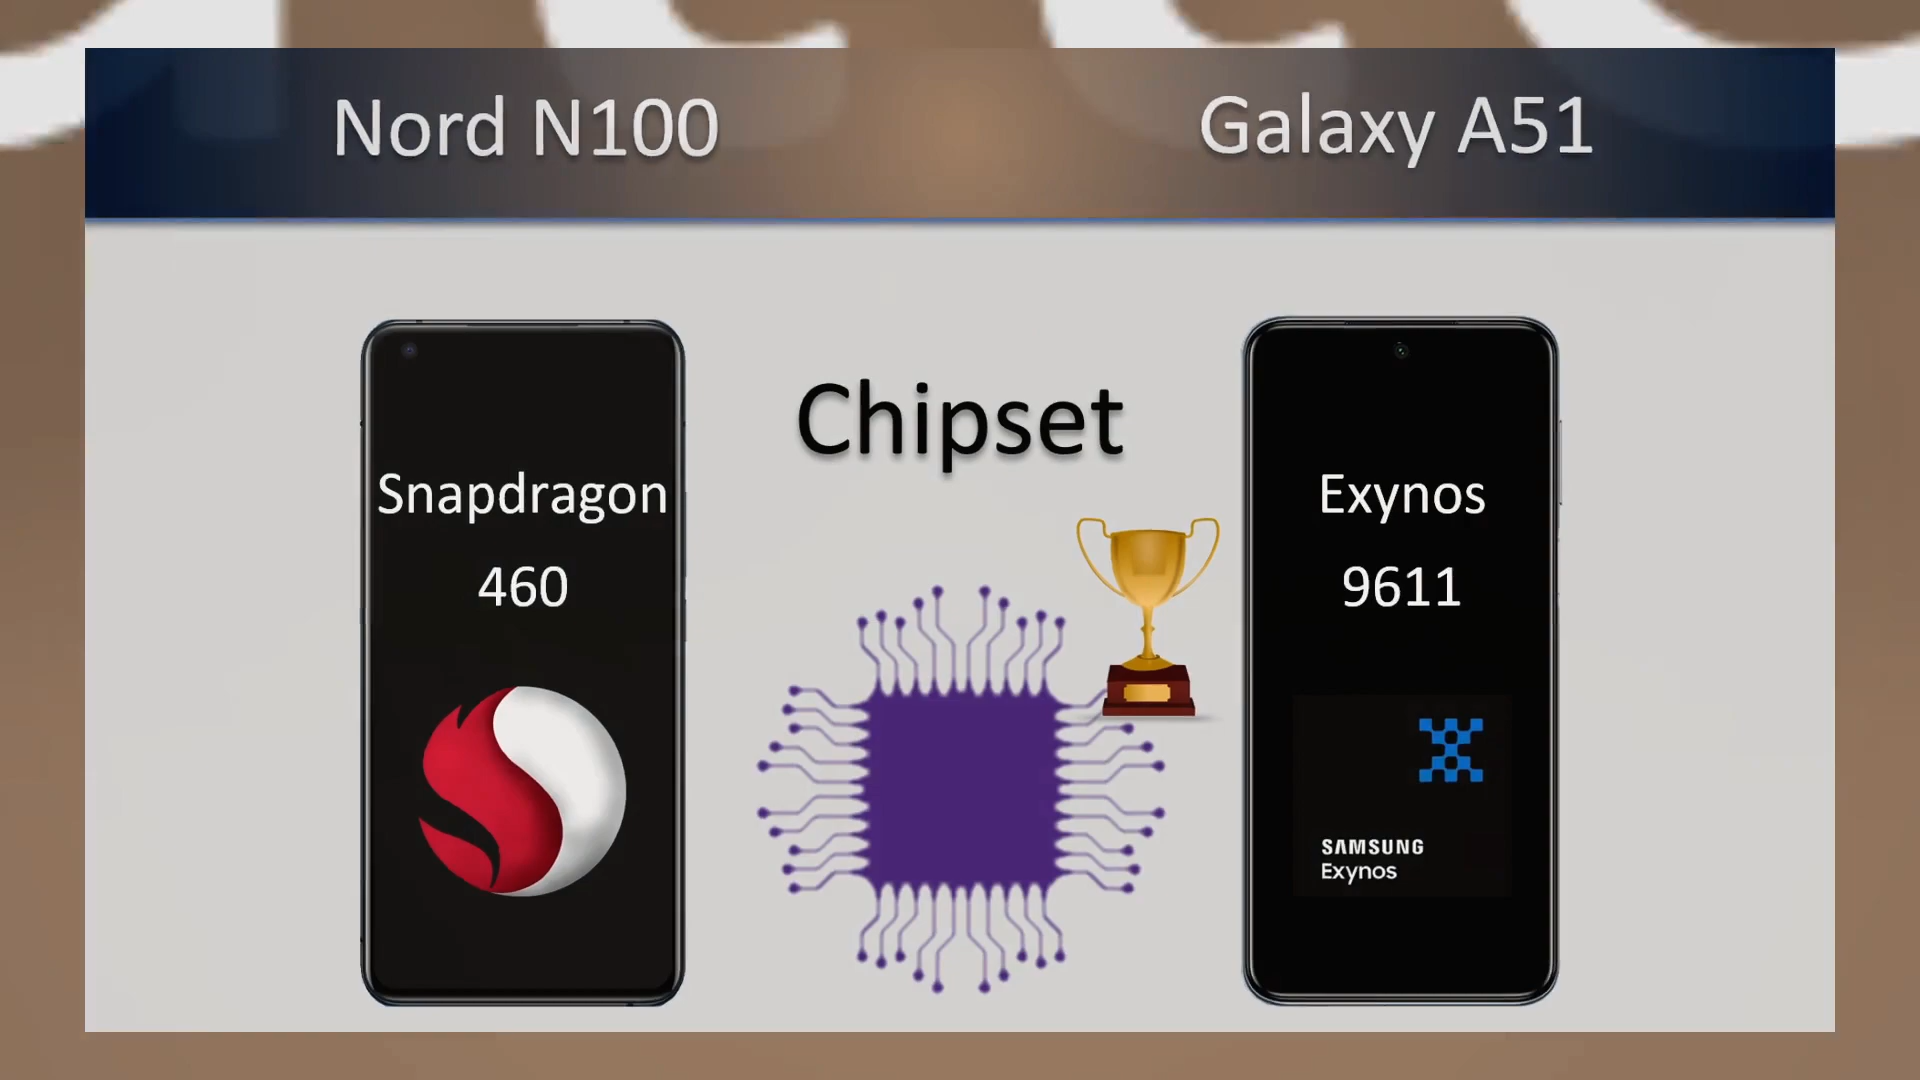 Nord N100
Galaxy A51
Chipset
Snapdragon
460
Exynos
9611
SAMSUNG
Exynos